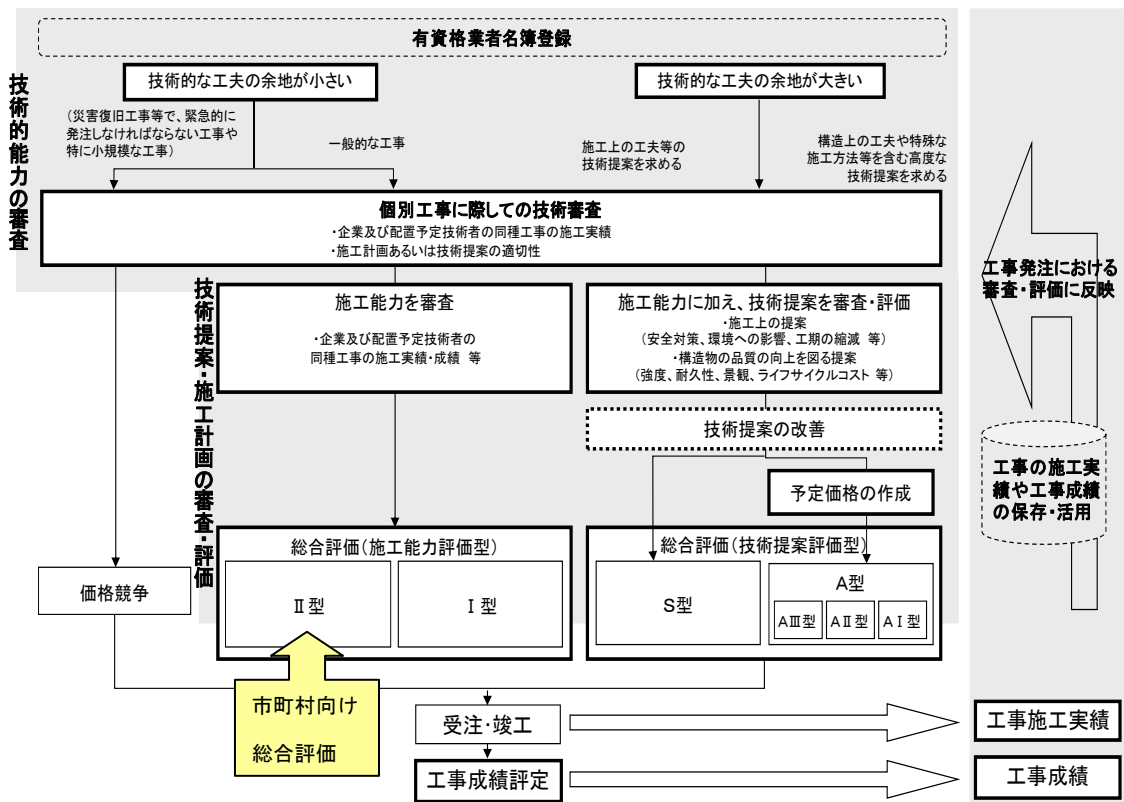 有資格業者名簿登録
技術的能力の審査
技術的な工夫の余地が小さい
技術的な工夫の余地が大きい
(災害復旧工事等で、緊急的に
発注しなければならない工事や
特に小規模な工事)
一般的な工事
施工上の工夫等の
技術提案を求める
構造上の工夫や特殊な
施工方法等を含む高度な
技術提案を求める
個別工事に際しての技術審査
・企業及び配置予定技術者の同種工事の施工実績
・施工計画あるいは技術提案の適切性
技術提案・施工計画の審査・評価
施工能力を審査
・企業及び配置予定技術者の
同種工事の施工実績・成績 等
施工能力に加え、技術提案を審査・評価
・施工上の提案
(安全対策、環境への影響、工期の縮減 等)
・構造物の品質の向上を図る提案
(強度、耐久性、景観、ライフサイクルコスト 等)
技術提案の改善
予定価格の作成
価格競争
総合評価(施工能力評価型)
Ⅱ型
Ⅰ型
総合評価(技術提案評価型)
S型
A型
AⅢ型
AⅡ型
AⅠ型
市町村向け
総合評価
受注・竣工
工事成績評定
工事発注における
審査・評価に反映
工事の施工実
績や工事成績
の保存・活用
工事施工実績
工事成績